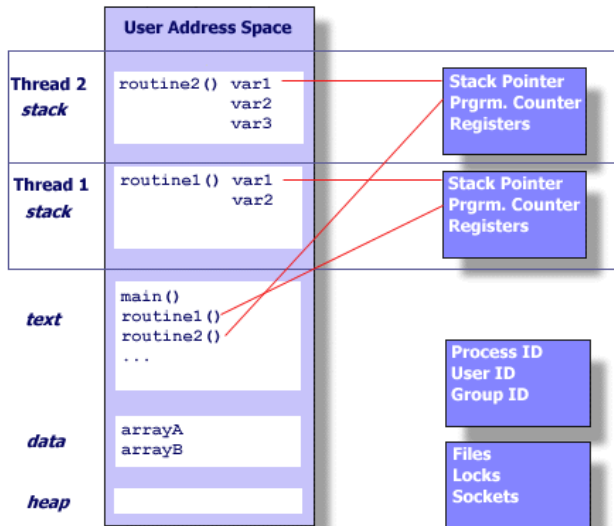 User Address Space
Thread 2
stack
routine2() var1
var2
var3
Stack Pointer
Prgrm. Counter
Registers
Thread 1
stack
routine1() var1
var2
Stack Pointer
Prgrm. Counter
Registers
text
main()
routine1()
routine2()
...
Process ID
User ID
Group ID
data
arrayA
arrayB
Files
Locks
Sockets
heap